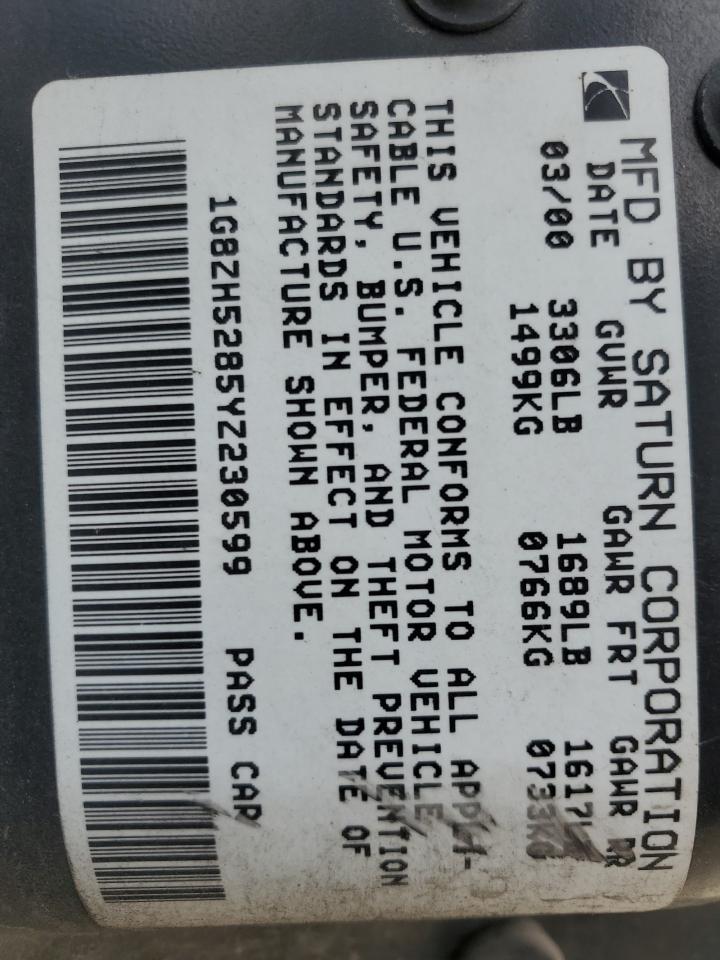 MFD BY SATURN CORPORATION
DATE GVWR GAWR FRT GAWR RR
03/00 3306LB 1689LB 1617LB
1499KG 0766KG 0733KG
THIS VEHICLE CONFORMS TO ALL APPLI-
CABLE U.S. FEDERAL MOTOR VEHICLE
SAFETY, BUMPER, AND THEFT PREVENTION
STANDARDS IN EFFECT ON THE DATE OF
MANUFACTURE SHOWN ABOVE.
1G8ZH5285YZ230599 PASS CAR